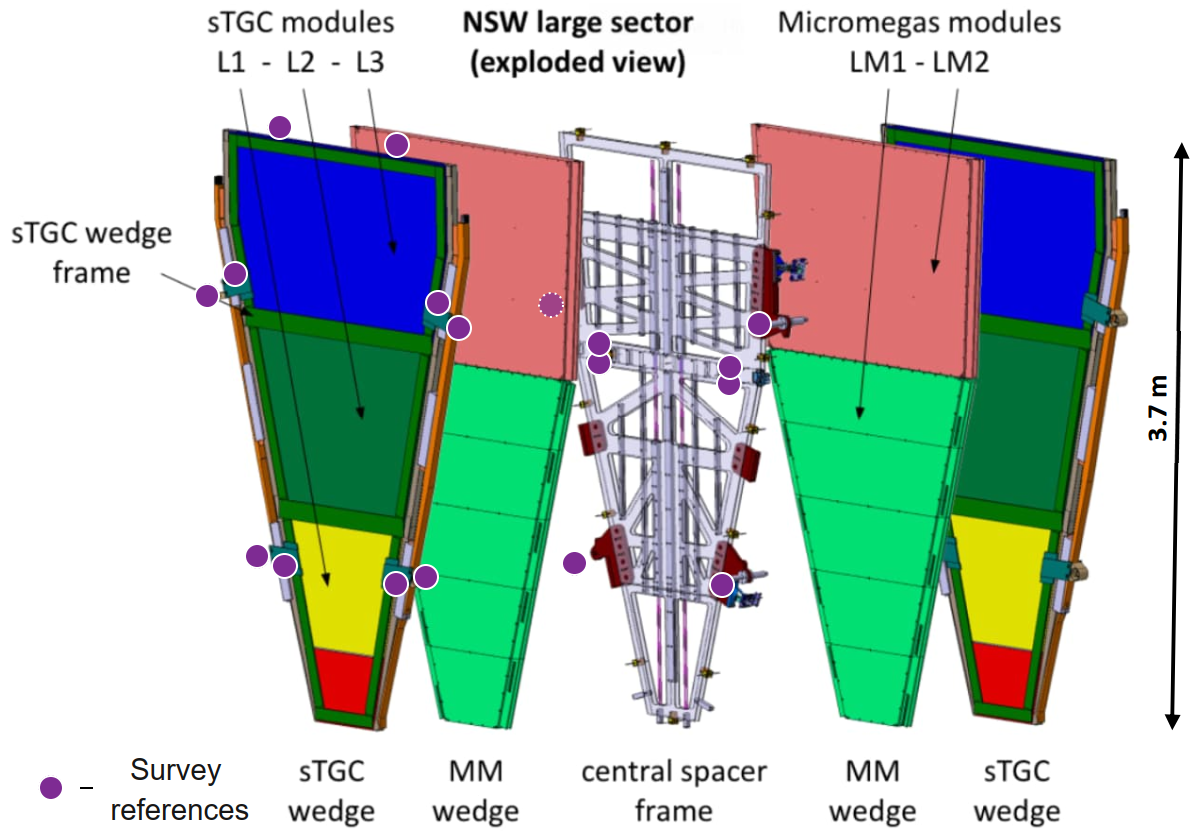 sTGC modules
L1 - L2 - L3
NSW large sector
(exploded view)
Micromegas modules
LM1 - LM2
sTGC wedge
frame
3.7 m
– Survey
references
sTGC
wedge
MM
wedge
central spacer
frame
MM
wedge
sTGC
wedge